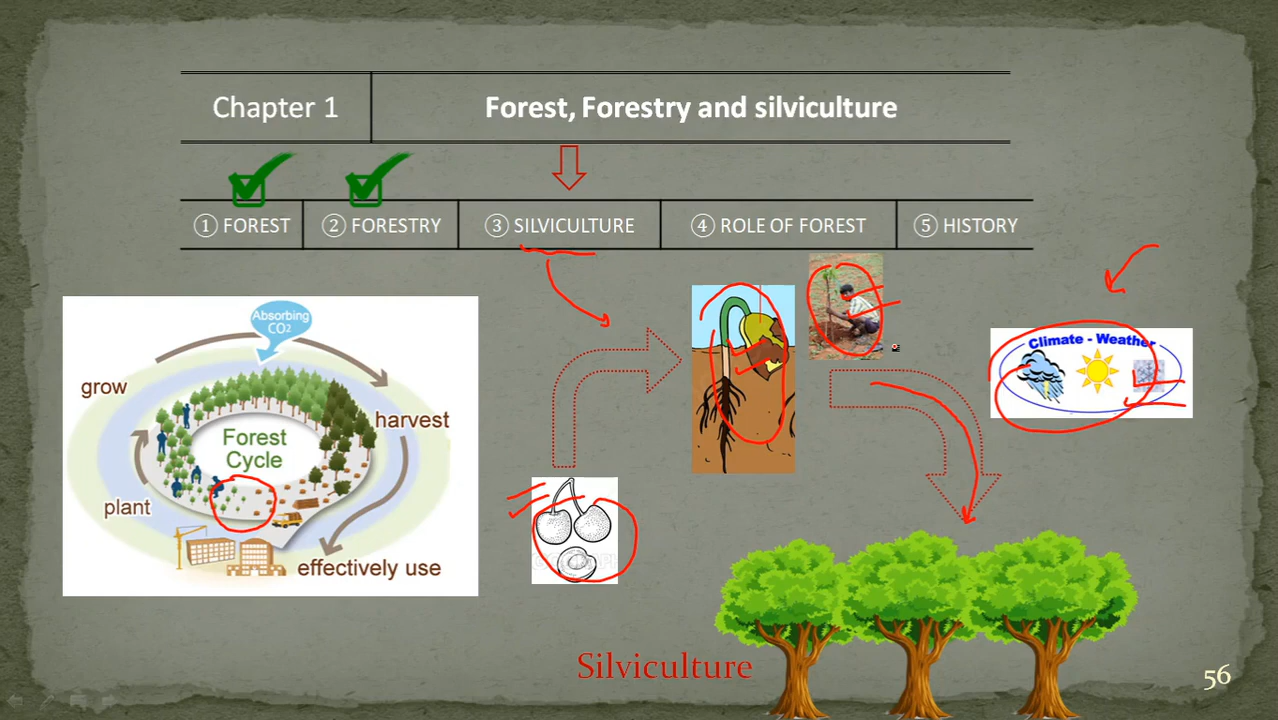 Chapter 1
Forest, Forestry and silviculture
① FOREST
② FORESTRY
③ SILVICULTURE
④ ROLE OF FOREST
⑤ HISTORY
Absorbing
CO2
grow
harvest
Forest
Cycle
plant
effectively use
Climate - Weather
Silviculture
56